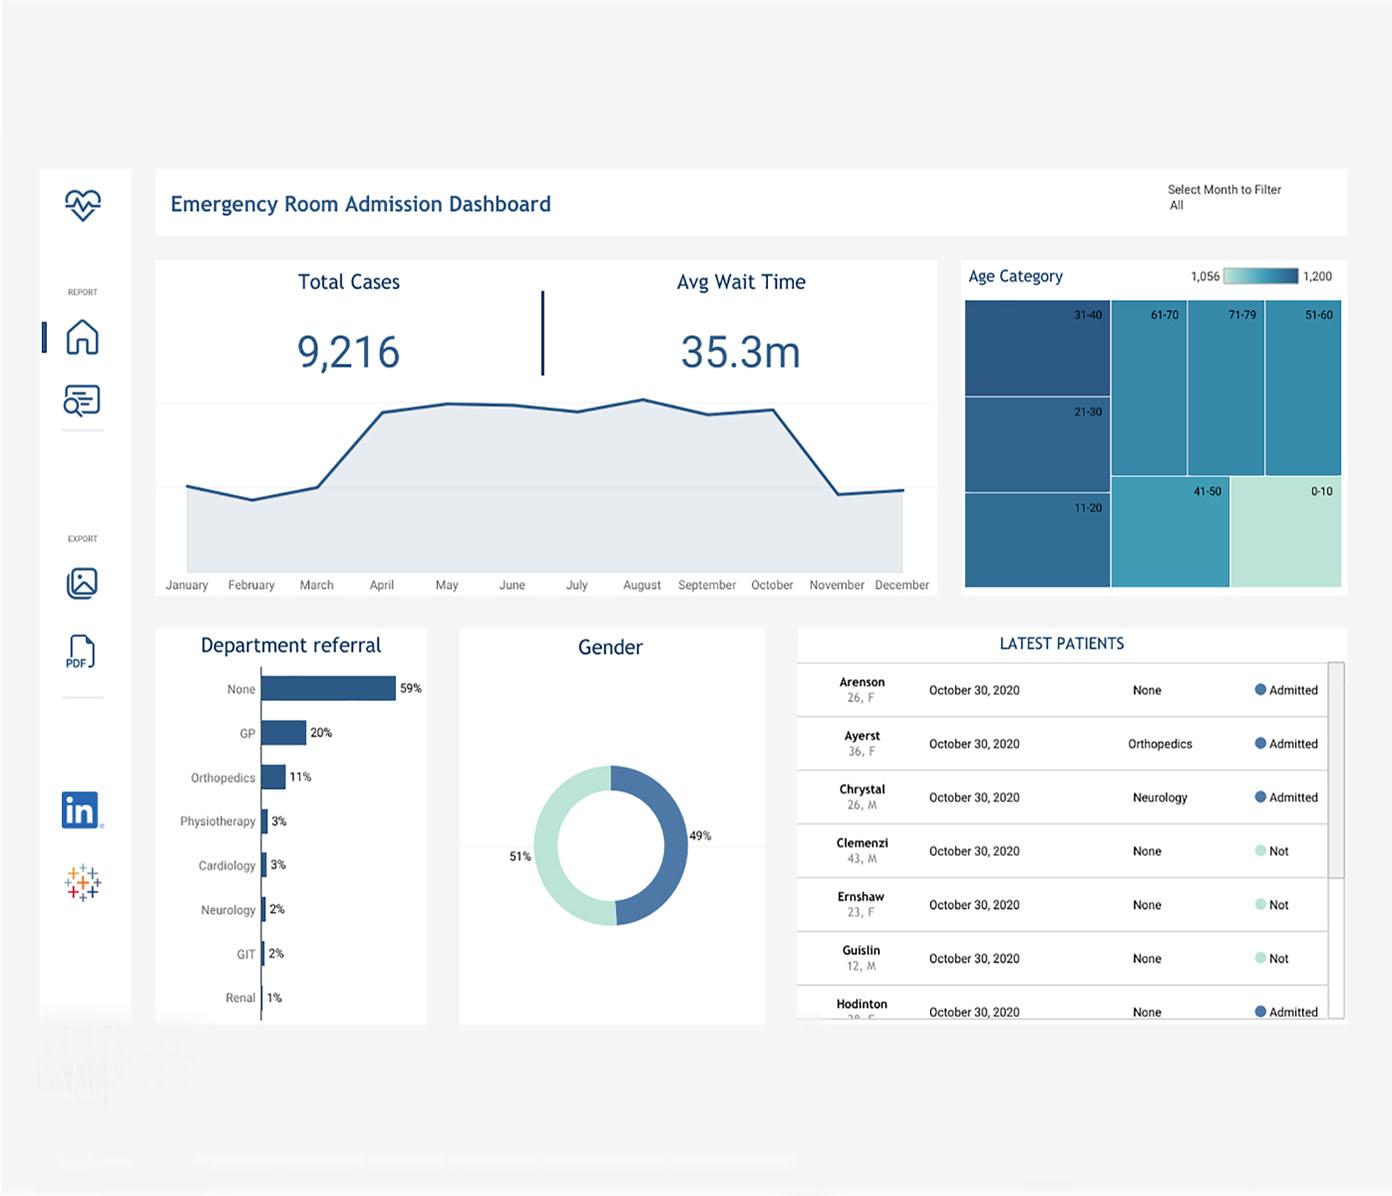 Emergency Room Admission Dashboard
Select Month to Filter
All
REPORT
EXPORT
PDF
in
Total Cases
9,216
Avg Wait Time
35.3m
January February March April May June July August September October November December
Age Category
1,056 1,200
31-40
61-70
71-79
51-60
21-30
11-20
41-50
0-10
Department referral
None 59%
GP 20%
Orthopedics 11%
Physiotherapy 3%
Cardiology 3%
Neurology 2%
GIT 2%
Renal 1%
Gender
49%
51%
LATEST PATIENTS
Arenson
26, F
October 30, 2020 None Admitted
Ayerst
36, F
October 30, 2020 Orthopedics Admitted
Chrystal
26, M
October 30, 2020 Neurology Admitted
Clemenzi
43, M
October 30, 2020 None Not
Ernshaw
23, F
October 30, 2020 None Not
Guislin
12, M
October 30, 2020 None Not
Hodinton
October 30, 2020 None Admitted